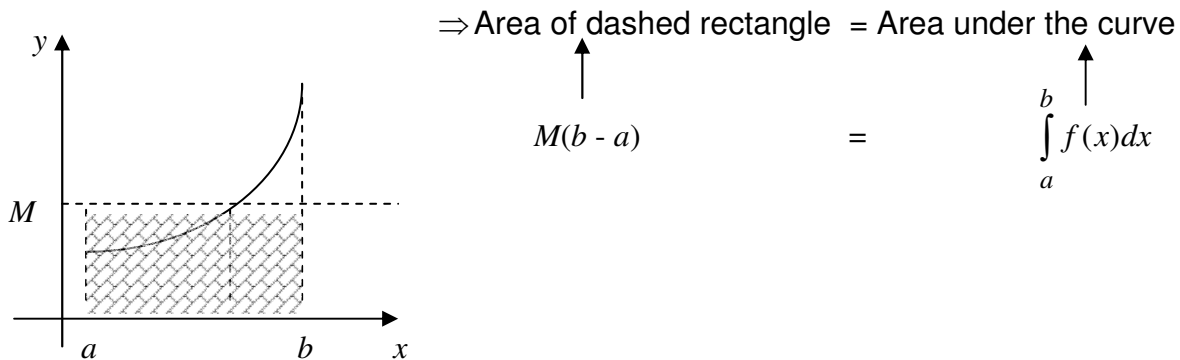 ⇒ Area of dashed rectangle = Area under the curve
M(b - a) = ∫_a^b f(x)dx
y
M
a b x